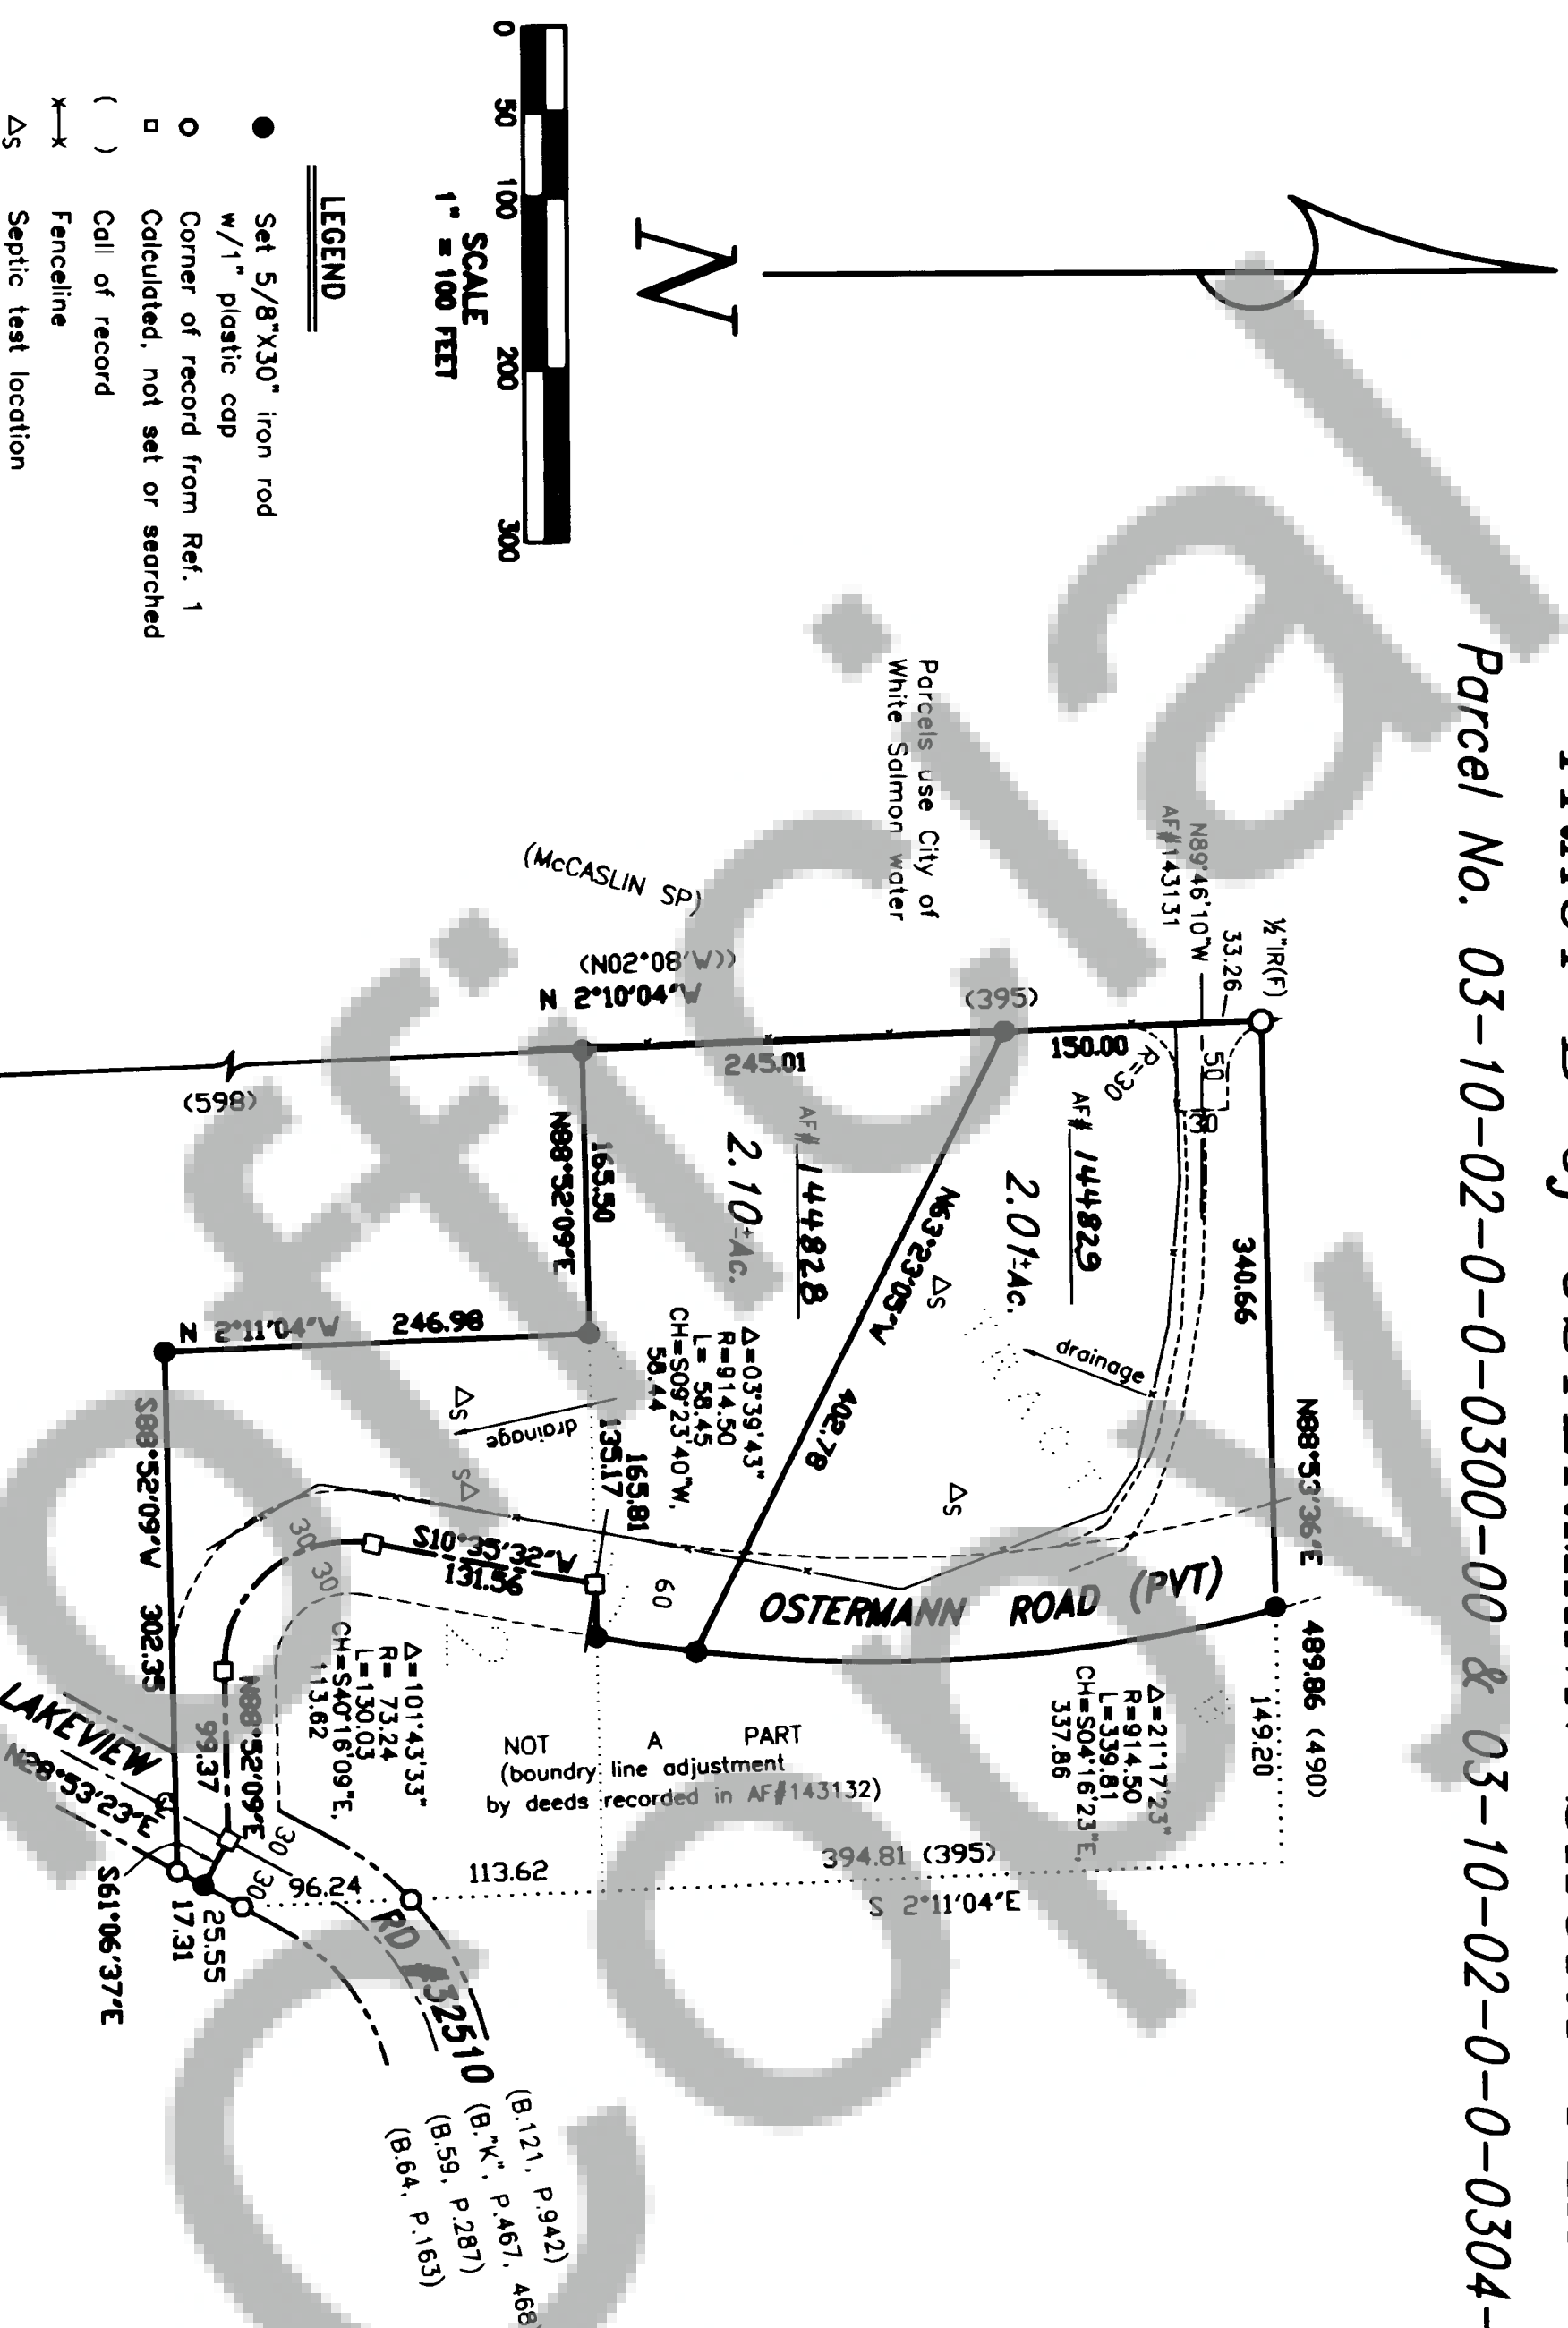 Parcel No. 03-10-02-0-0-0300-00 & 03-10-02-0-0-0304-
N
SCALE
1" = 100 FEET
0 50 100 200 300
LEGEND
Set 5/8"X30" iron rod
w/1" plastic cap
Corner of record from Ref. 1
Calculated, not set or searched
( ) Call of record
Fenceline
△S Septic test location
Parcels use City of
White Salmon water
(McCASLIN SP)
(N02°08'W)
N 2°10'04"W
(395)
N89°46'10"W
AF#143131
33.26
½"IR(F)
150.00
R=30
50
30
245.01
(598)
340.66
N88°53'36"E
489.86 (490)
149.20
AF# 144829
2.01±Ac.
AF# 144828
2.10±Ac.
N63°23'05"W
402.78
△S
△S
drainage
165.50
N88°52'09"E
N 2°11'04"W
246.98
△=03°39'43"
R=914.50
L= 58.45
CH=S09°23'40"W,
58.44
165.81
135.17
△S
drainage
S△
S10°35'32"W
131.56
60
30
30
OSTERMANN ROAD (PVT)
△=21°17'23"
R=914.50
L=339.81
CH=S04°16'23"E,
337.86
△=101°43'33"
R= 73.24
L=130.03
CH=S40°16'09"E,
113.62
NOT A PART
(boundry line adjustment
by deeds recorded in AF#143132)
394.81 (395)
S 2°11'04"E
113.62
96.24
S88°52'09"W 302.35
N88°52'09"E
99.37
30
30
LAKEVIEW RD #32510
N28°53'23"E
S61°06'37"E
17.31
25.55
(B.121, P.942)
(B."K", P.467, 468)
(B.59, P.287)
(B.64, P.163)
Unofficial
Copy